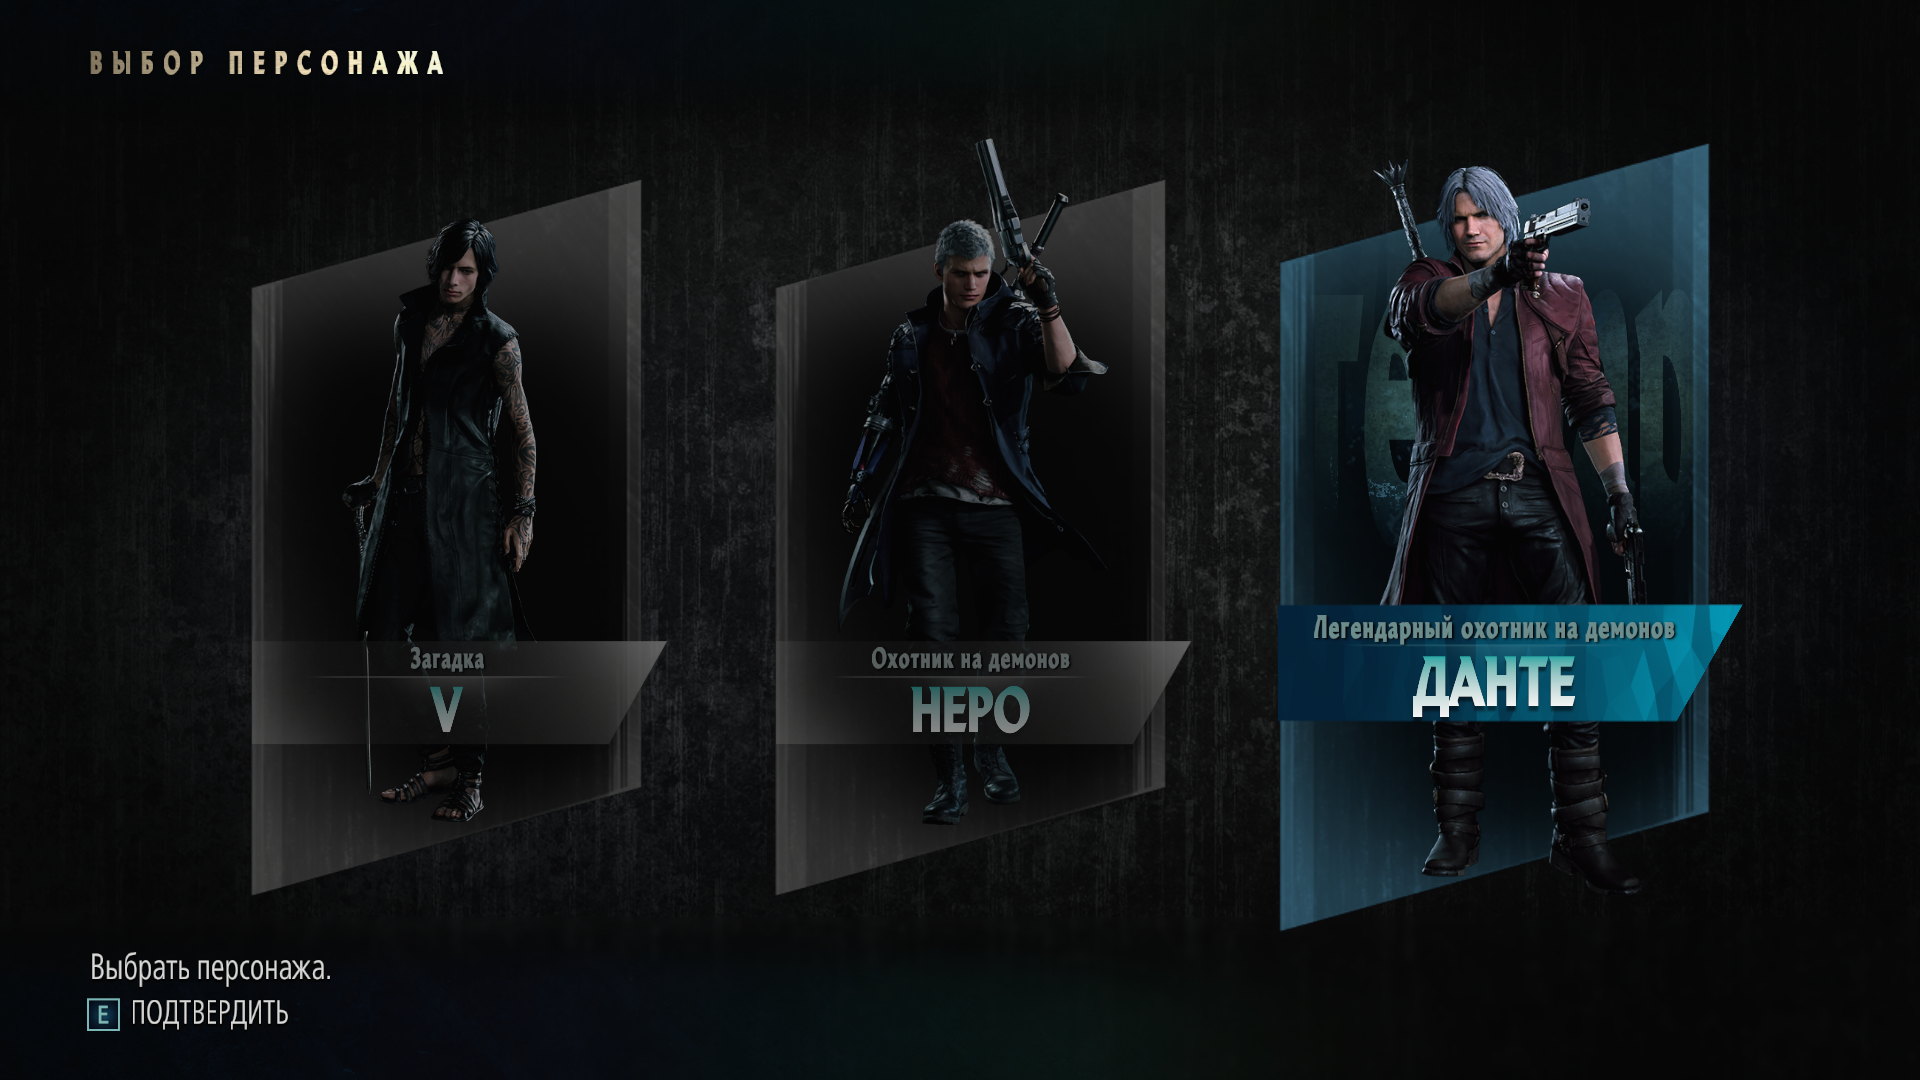 ВЫБОР ПЕРСОНАЖА
Загадка
V
Охотник на демонов
НЕРО
Легендарный охотник на демонов
ДАНТЕ
Выбрать персонажа.
E ПОДТВЕРДИТЬ